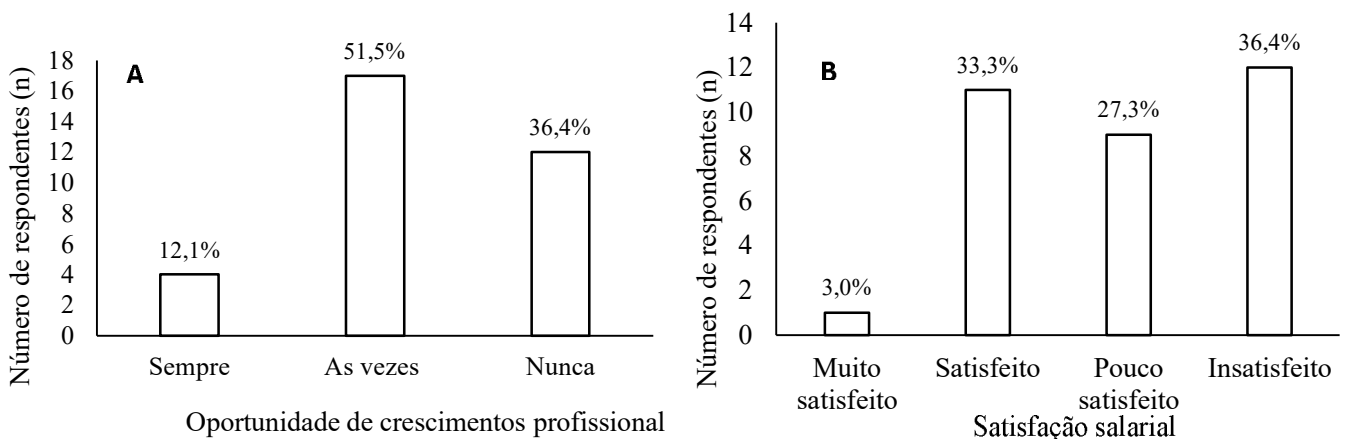 A
Número de respondentes (n)
18
16
14
12
10
8
6
4
2
0
12,1%
51,5%
36,4%
Sempre
As vezes
Nunca
Oportunidade de crescimentos profissional
B
Número de respondentes (n)
14
12
10
8
6
4
2
0
3,0%
33,3%
27,3%
36,4%
Muito
satisfeito
Satisfeito
Pouco
satisfeito
Insatisfeito
Satisfação salarial